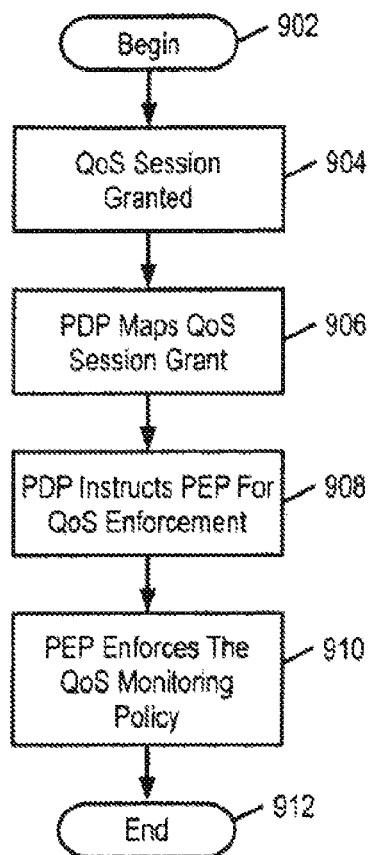 Begin
902
QoS Session
Granted
904
PDP Maps QoS
Session Grant
906
PDP Instructs PEP For
QoS Enforcement
908
PEP Enforces The
QoS Monitoring
Policy
910
End
912